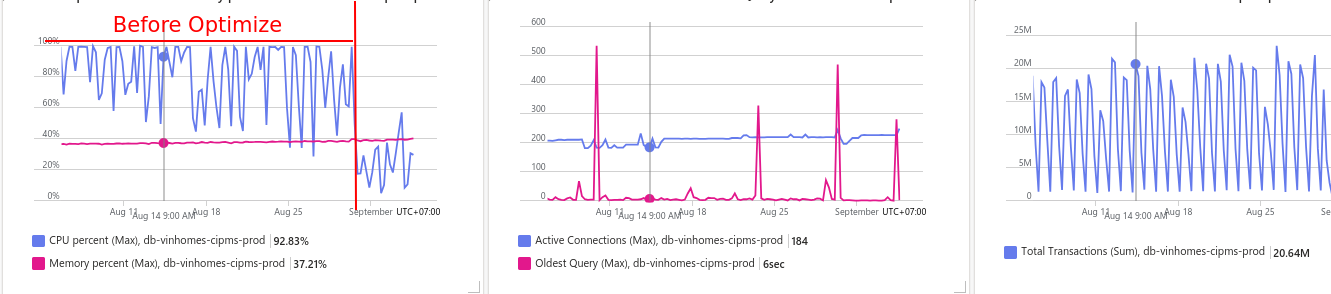 Before Optimize
100%
80%
60%
40%
20%
0%
Aug 11
Aug 14 9:00 AM
Aug 18
Aug 25
September
UTC+07:00
CPU percent (Max), db-vinhomes-cipms-prod
92.83%
Memory percent (Max), db-vinhomes-cipms-prod
37.21%
600
500
400
300
200
100
0
Aug 11
Aug 14 9:00 AM
Aug 18
Aug 25
September
UTC+07:00
Active Connections (Max), db-vinhomes-cipms-prod
184
Oldest Query (Max), db-vinhomes-cipms-prod
6sec
25M
20M
15M
10M
5M
0
Aug 11
Aug 14 9:00 AM
Aug 18
Aug 25
Se
Total Transactions (Sum), db-vinhomes-cipms-prod
20.64M